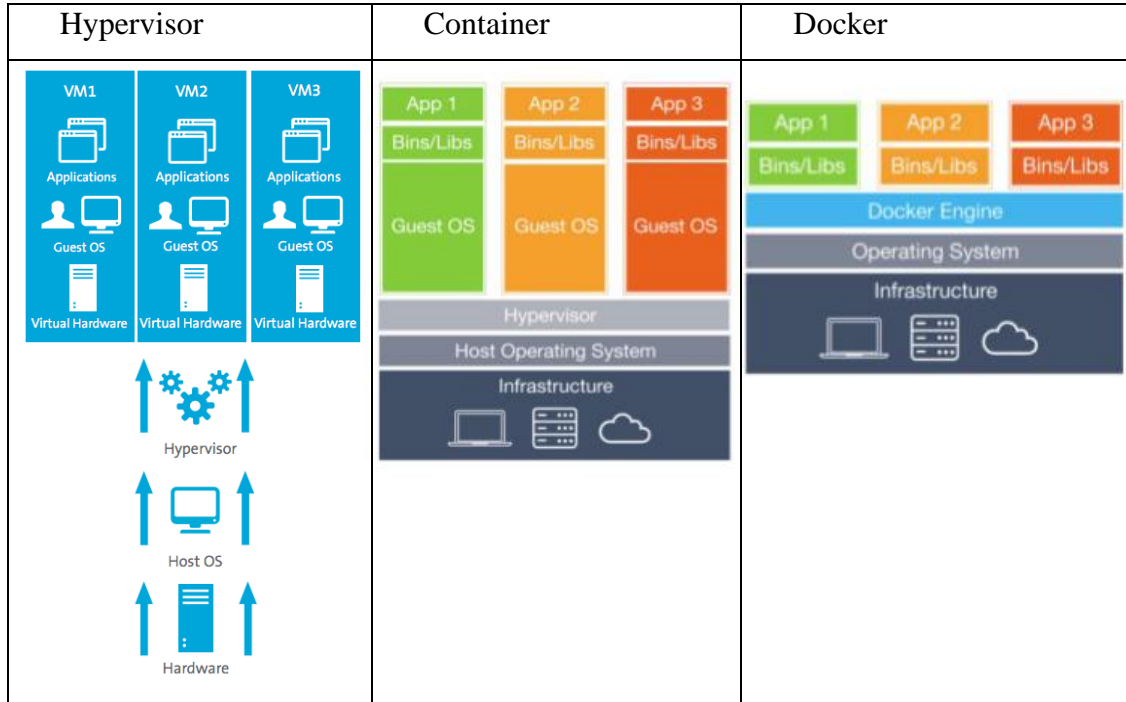 Hypervisor
Container
Docker
VM1 VM2 VM3
Applications Applications Applications
Guest OS Guest OS Guest OS
Virtual Hardware Virtual Hardware Virtual Hardware
Hypervisor
Host OS
Hardware
App 1 App 2 App 3
Bins/Libs Bins/Libs Bins/Libs
Guest OS Guest OS Guest OS
Hypervisor
Host Operating System
Infrastructure
App 1 App 2 App 3
Bins/Libs Bins/Libs Bins/Libs
Docker Engine
Operating System
Infrastructure